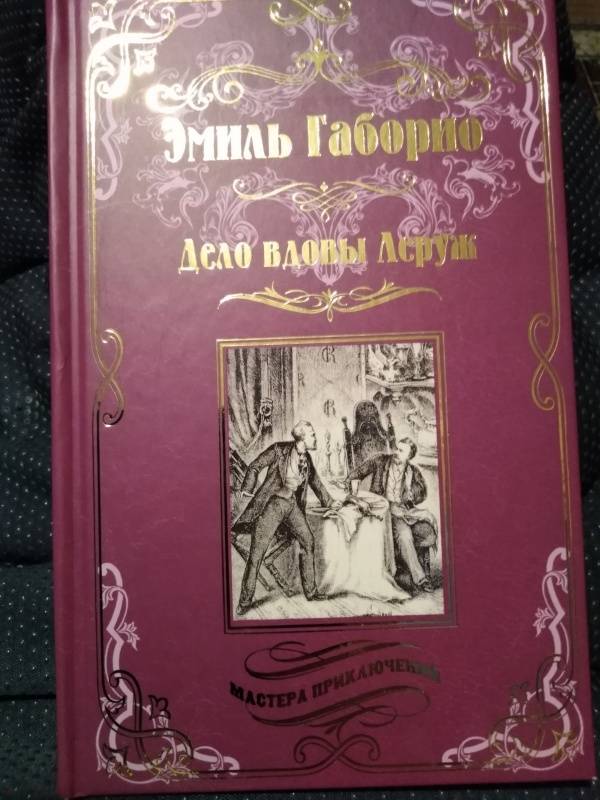 Эмиль Габорио
Дело вдовы Леруж
МАСТЕРА ПРИКЛЮЧЕНИЙ